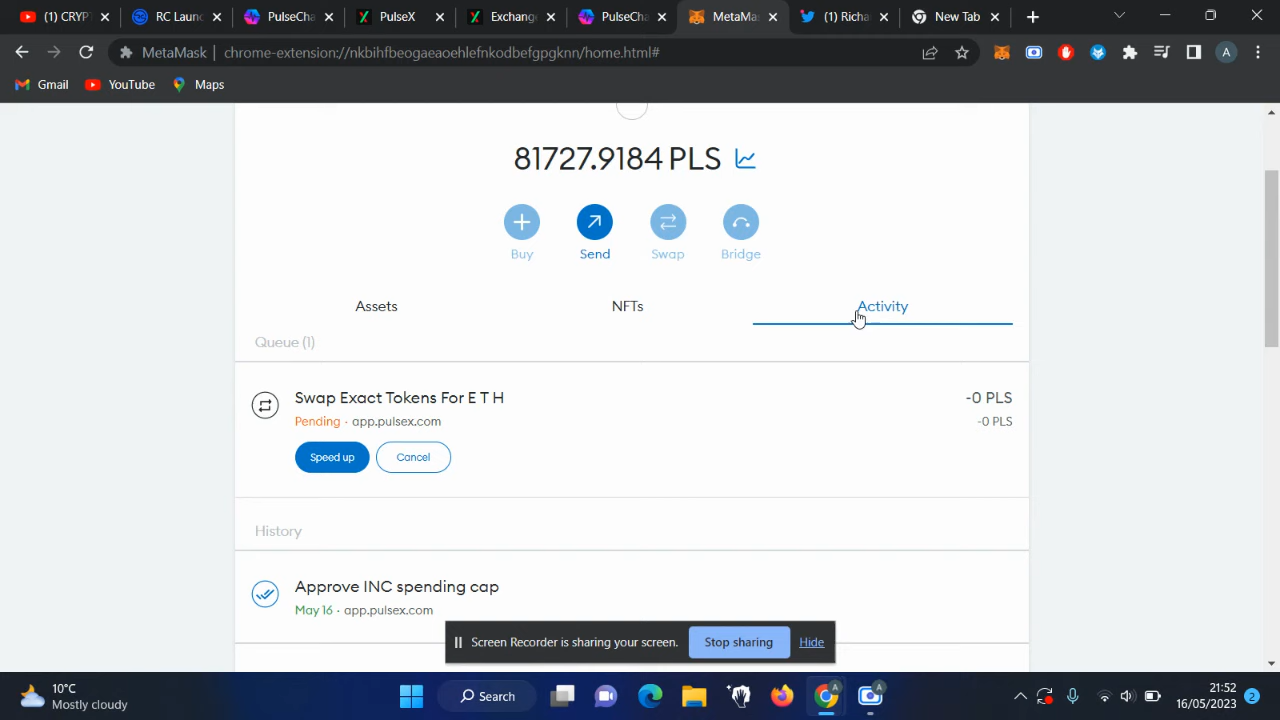 (1) CRYP
RC Laun
PulseCha
PulseX
Exchang
PulseCha
MetaMas
(1) Richa
New Tab
MetaMask
chrome-extension://nkbihfbeogaeaoehlefnkodbefgpgknn/home.html#
A
Gmail
YouTube
Maps
81727.9184 PLS
Buy
Send
Swap
Bridge
Assets
NFTs
Activity
Queue (1)
Swap Exact Tokens For E T H
-0 PLS
Pending · app.pulsex.com
-0 PLS
Speed up
Cancel
History
Approve INC spending cap
May 16 · app.pulsex.com
Screen Recorder is sharing your screen.
Stop sharing
Hide
10°C
Mostly cloudy
Search
A
A
21:52
16/05/2023
2